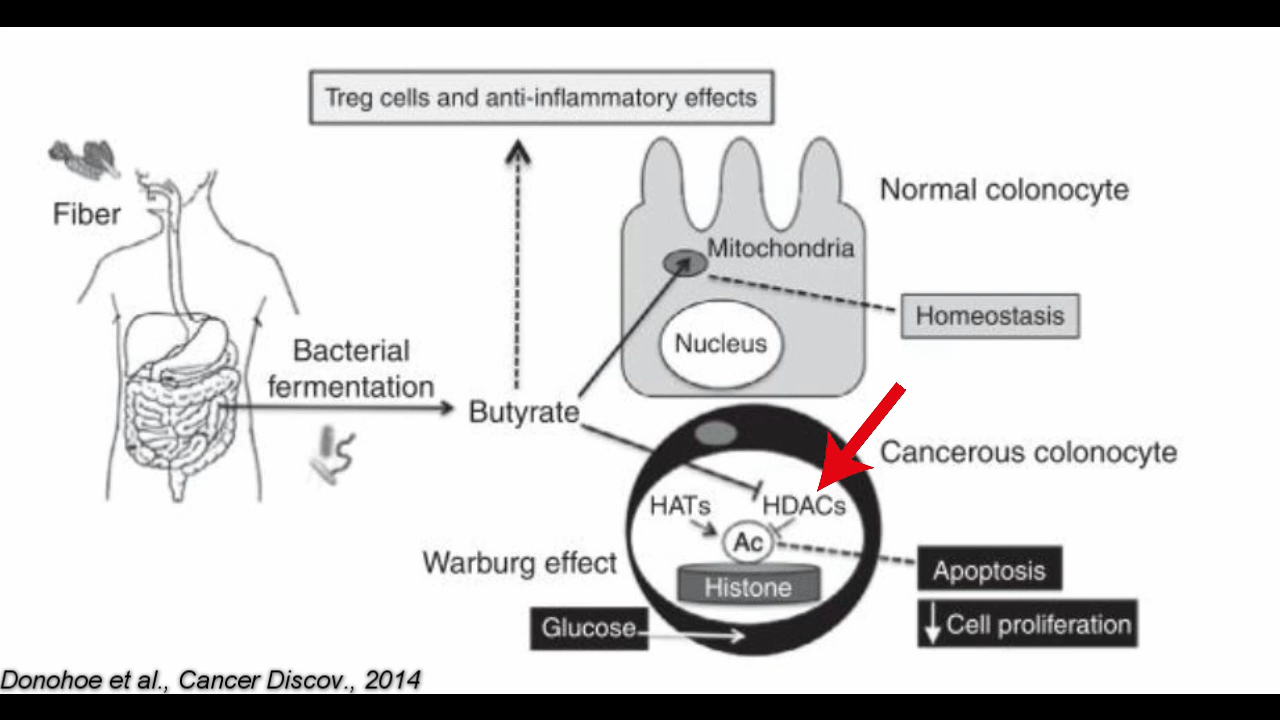 Treg cells and anti-inflammatory effects
Fiber
Normal colonocyte
Mitochondria
Homeostasis
Nucleus
Bacterial
fermentation
Butyrate
Cancerous colonocyte
HATs
HDACs
Ac
Warburg effect
Histone
Apoptosis
Glucose
↓ Cell proliferation
Donohoe et al., Cancer Discov., 2014